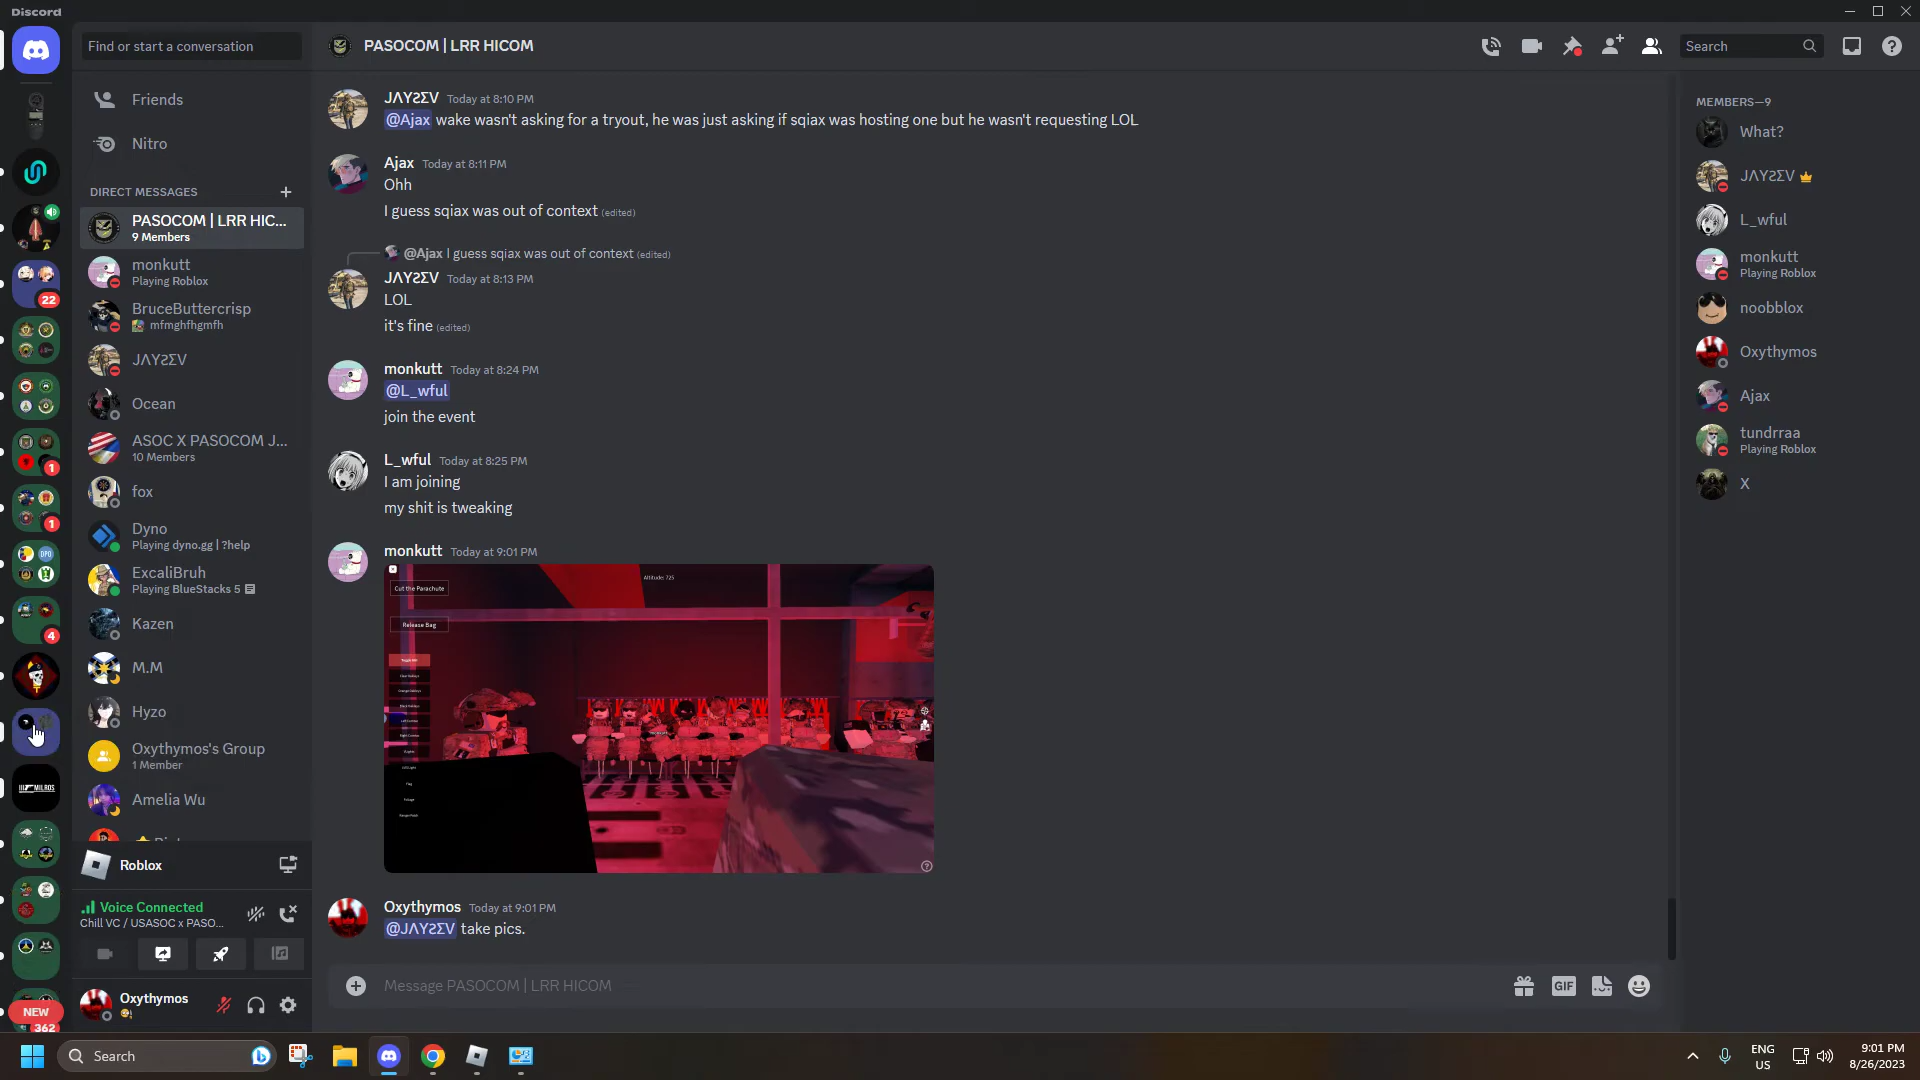 Discord
Find or start a conversation
Friends
Nitro
DIRECT MESSAGES
PASOCOM | LRR HIC...
9 Members
monkutt
Playing Roblox
BruceButtercrisp
mfmghfhgmfh
JΛYƧΣV
Ocean
ASOC X PASOCOM J...
10 Members
fox
Dyno
Playing dyno.gg | ?help
ExcaliBruh
Playing BlueStacks 5
Kazen
M.M
Hyzo
Oxythymos's Group
1 Member
Amelia Wu
Roblox
Voice Connected
Chill VC / USASOC x PASO...
Oxythymos
22
1
1
DPO
4
MILROS
NEW
362
PASOCOM | LRR HICOM
Search
JΛYƧΣV Today at 8:10 PM
@Ajax wake wasn't asking for a tryout, he was just asking if sqiax was hosting one but he wasn't requesting LOL
Ajax Today at 8:11 PM
Ohh
I guess sqiax was out of context (edited)
@Ajax I guess sqiax was out of context (edited)
JΛYƧΣV Today at 8:13 PM
LOL
it's fine (edited)
monkutt Today at 8:24 PM
@L_wful
join the event
L_wful Today at 8:25 PM
I am joining
my shit is tweaking
monkutt Today at 9:01 PM
Altitude: 725
Cut the Parachute
Release Bag
Oxythymos Today at 9:01 PM
@JΛYƧΣV take pics.
Message PASOCOM | LRR HICOM
GIF
MEMBERS—9
What?
JΛYƧΣV
L_wful
monkutt
Playing Roblox
noobblox
Oxythymos
Ajax
tundrraa
Playing Roblox
X
Search
ENG
US
9:01 PM
8/26/2023